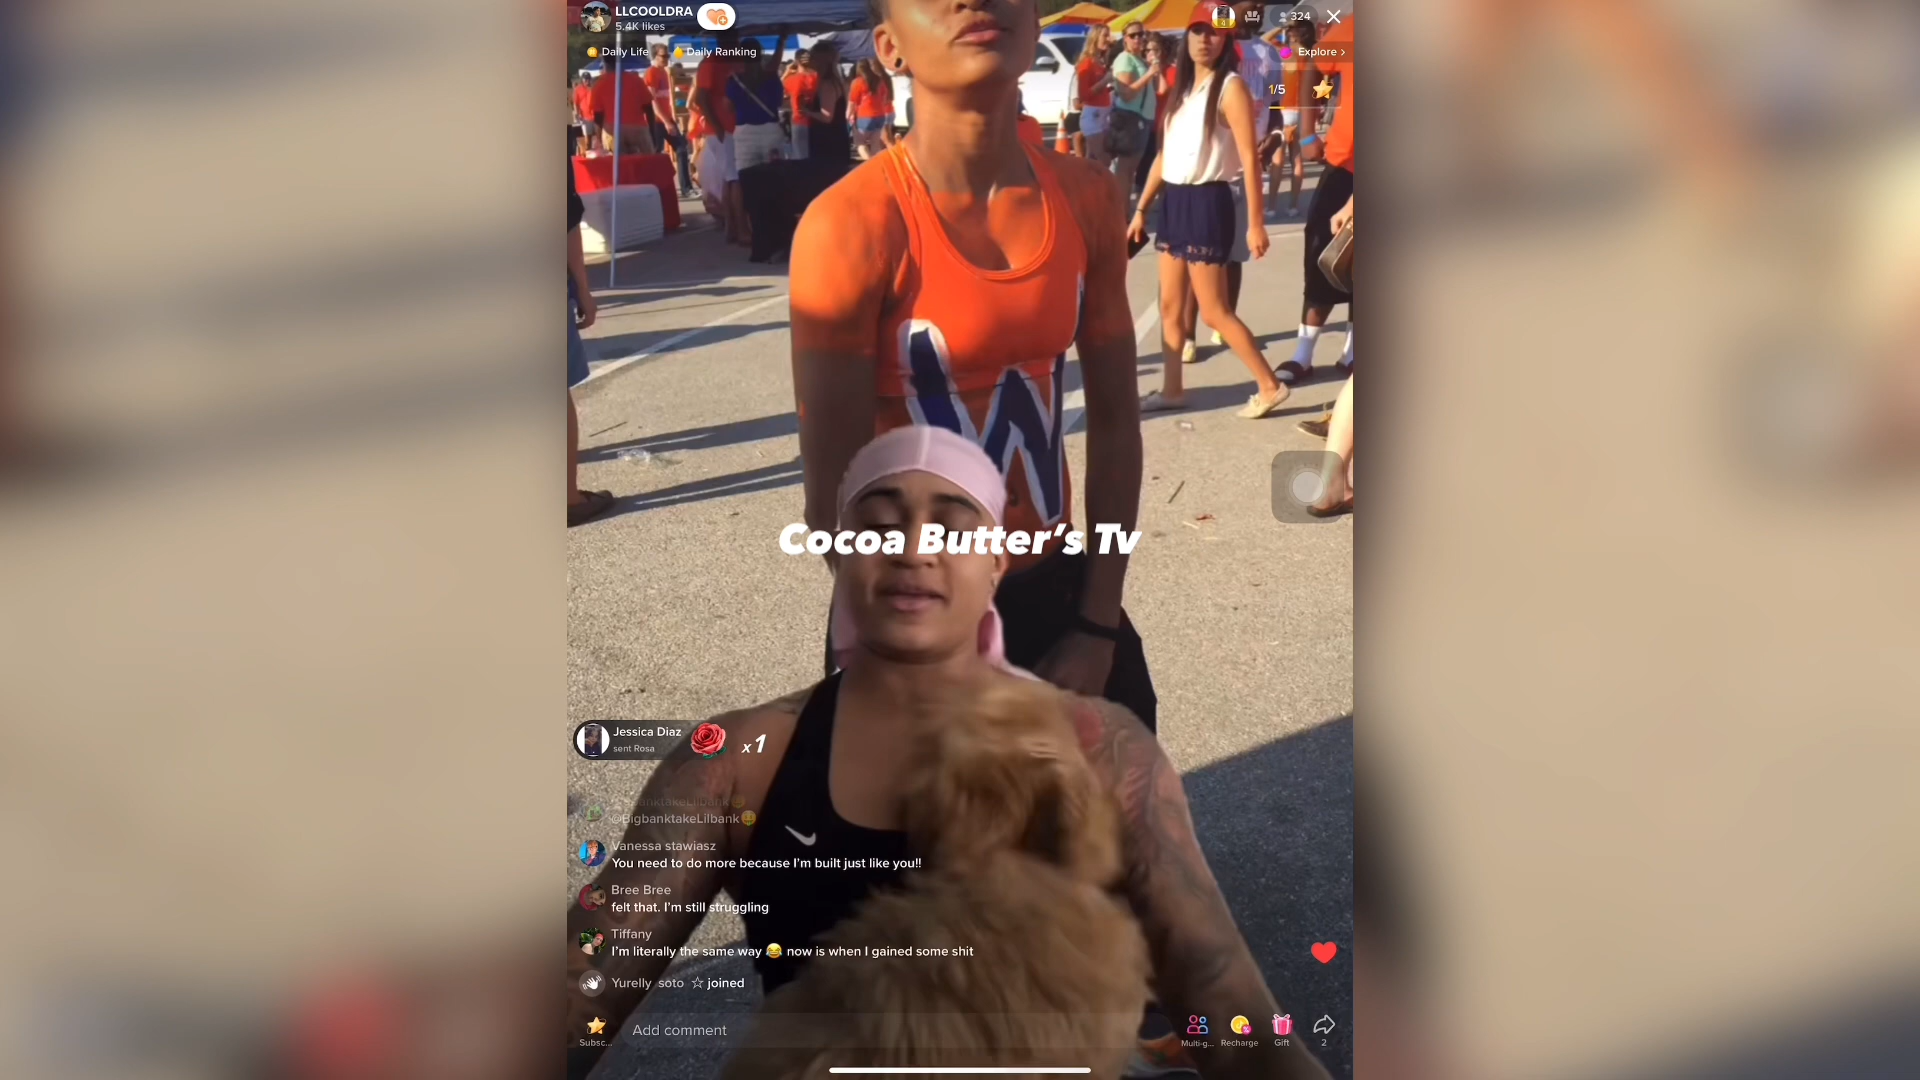 LLCOOLDRA
5.4K likes
324
Daily Life
Daily Ranking
Explore >
1/5
W
Cocoa Butter's Tv
Jessica Diaz
sent Rosa
x1
@BigbanktakeLilbank🤑
Vanessa stawiasz
You need to do more because I'm built just like you!!
Bree Bree
felt that. I'm still struggling
Tiffany
I'm literally the same way 😂 now is when I gained some shit
Yurelly soto ☆ joined
Add comment
Subsc...
Multi-g...
Recharge
Gift
2